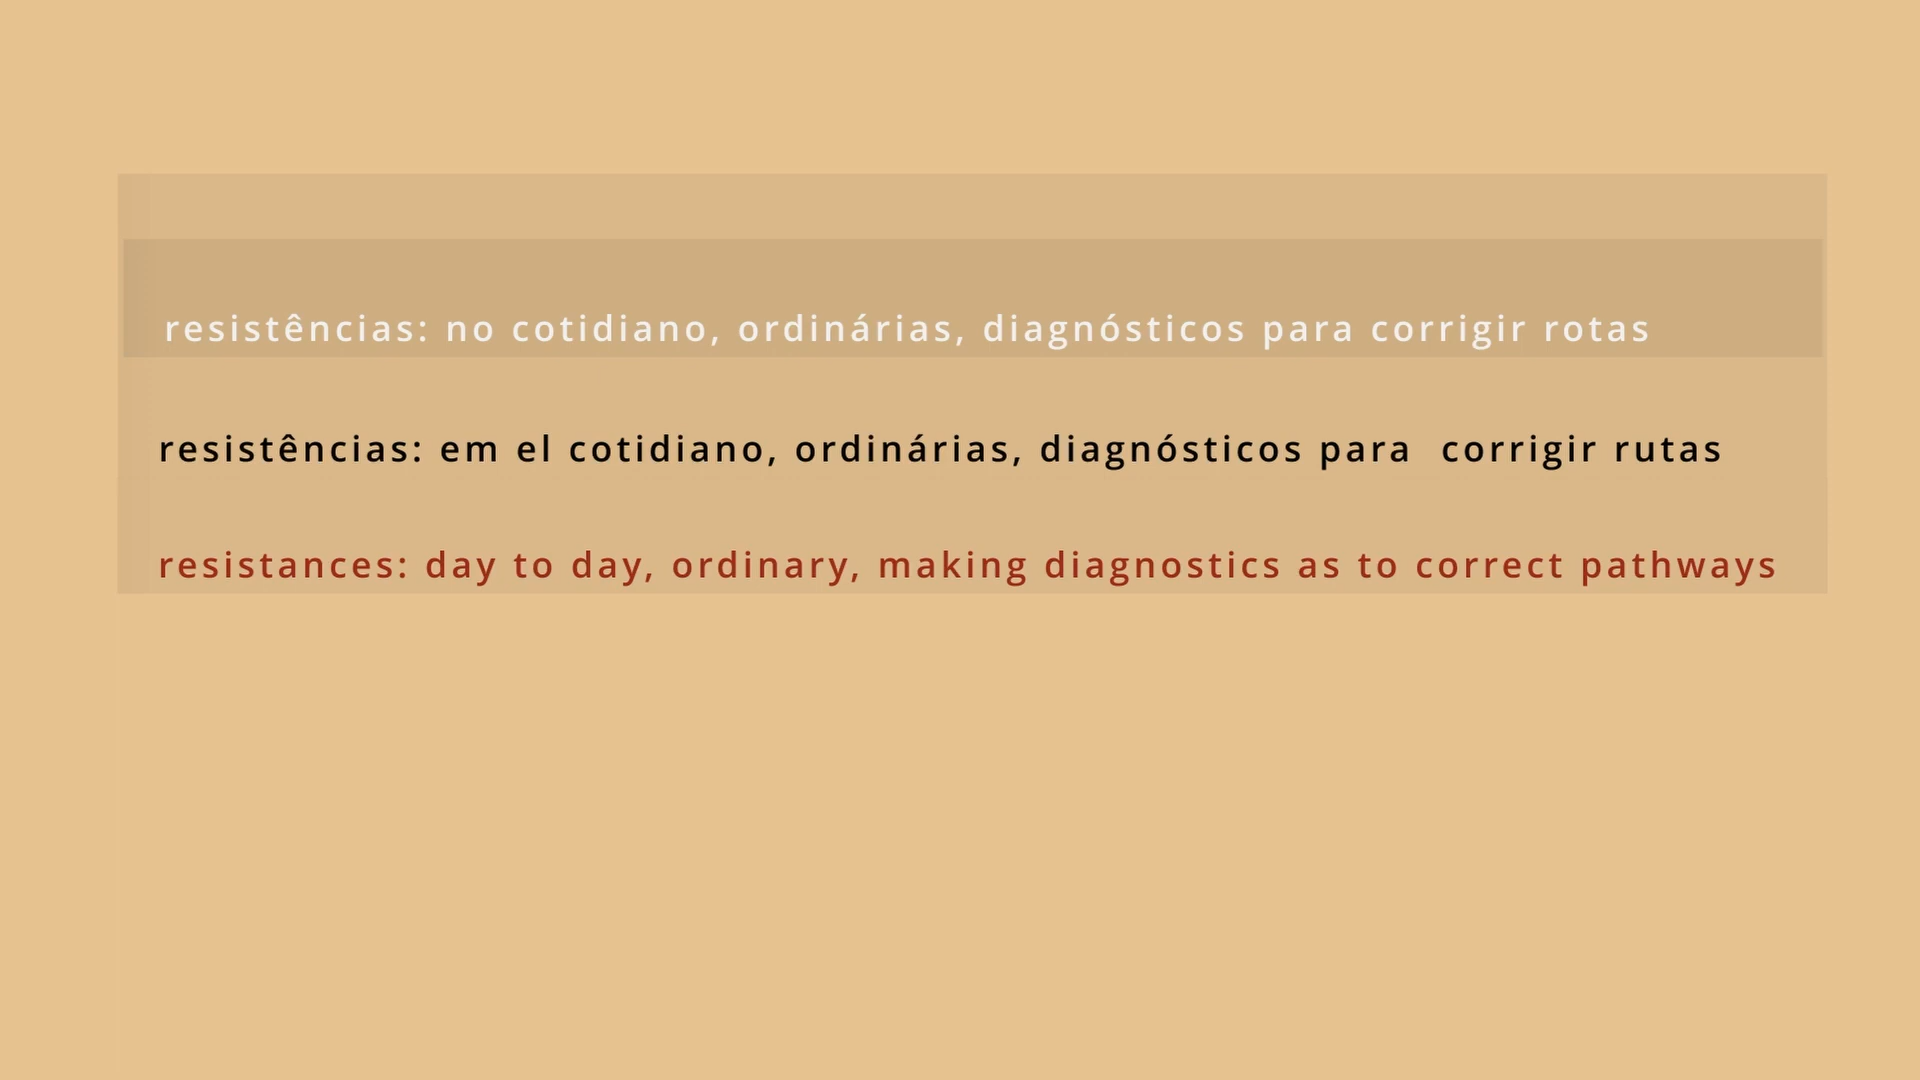 resistências: no cotidiano, ordinárias, diagnósticos para corrigir rotas
resistências: em el cotidiano, ordinárias, diagnósticos para  corrigir rutas
resistances: day to day, ordinary, making diagnostics as to correct pathways